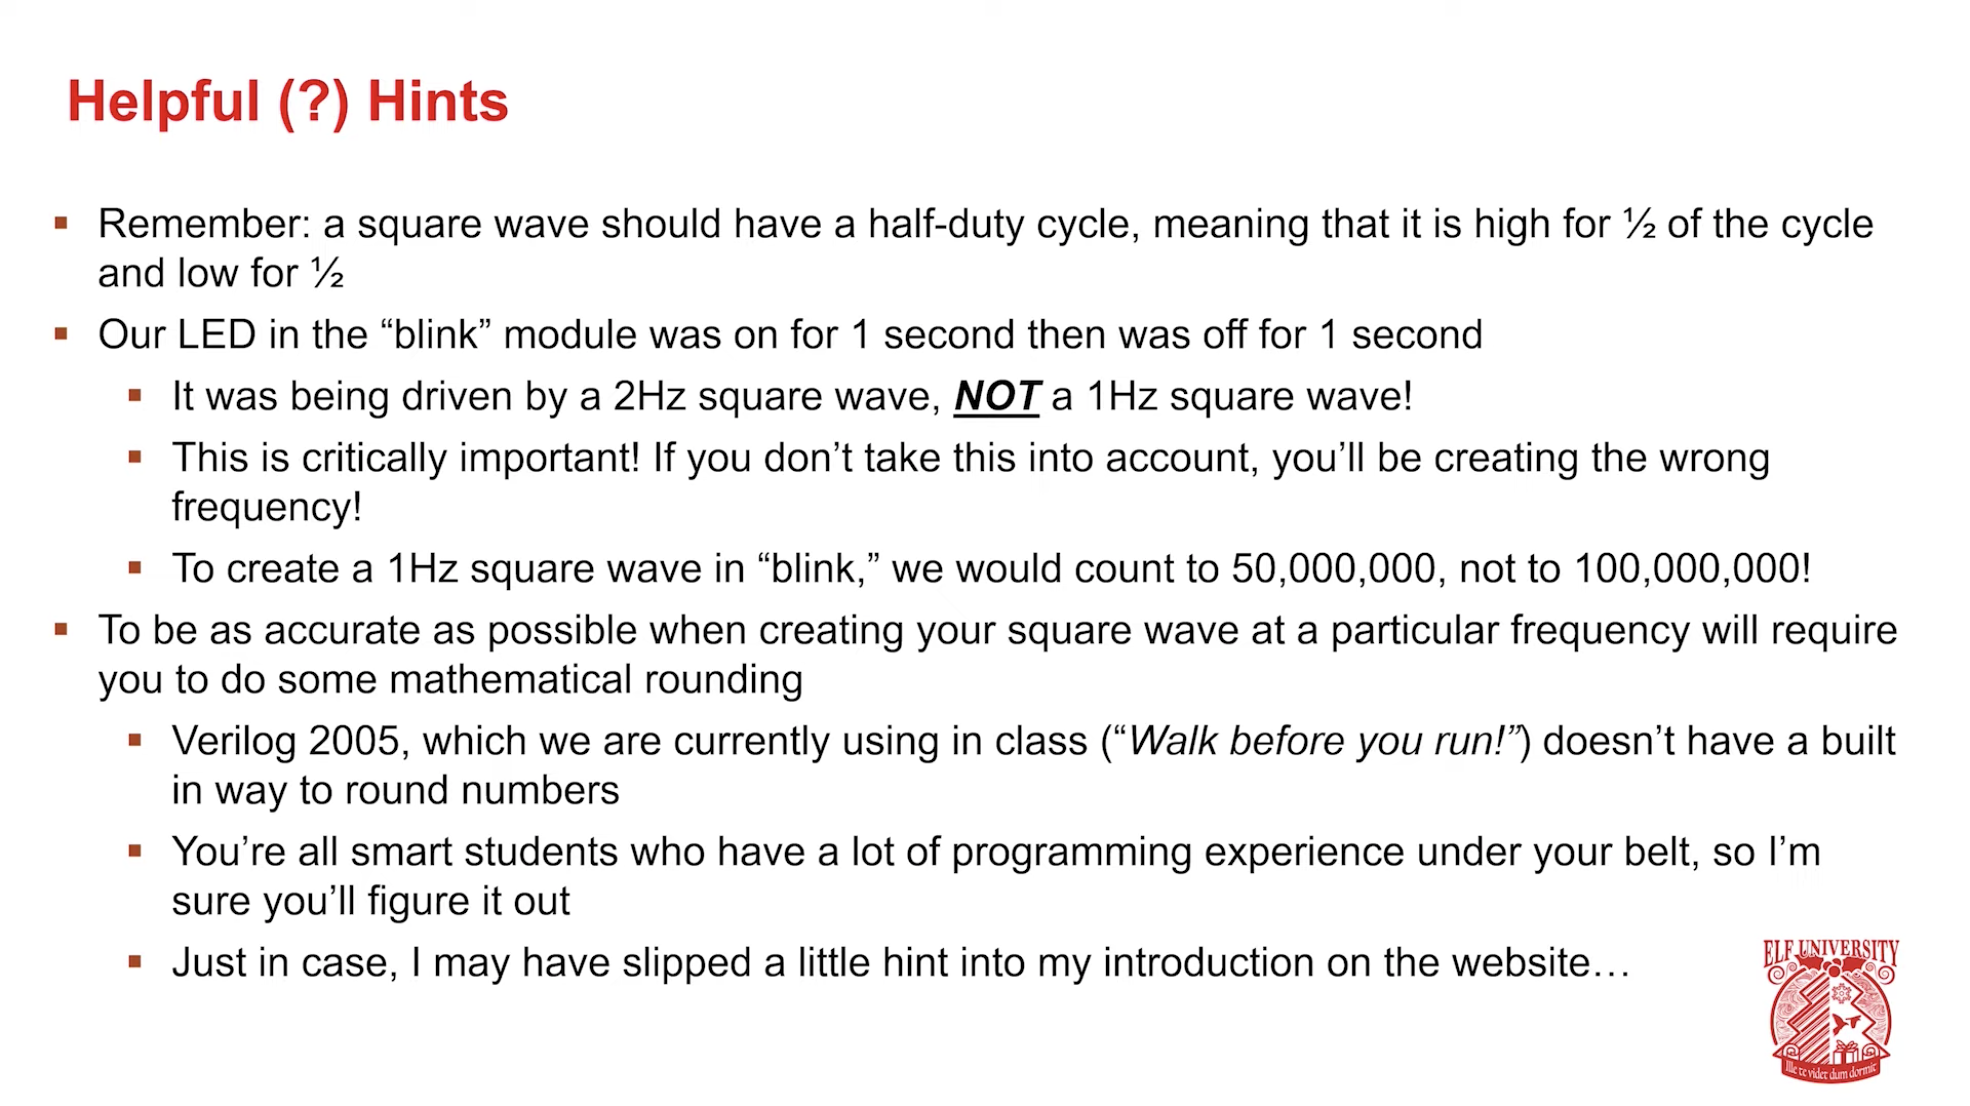 Helpful (?) Hints
▪ Remember: a square wave should have a half-duty cycle, meaning that it is high for ½ of the cycle
and low for ½
▪ Our LED in the “blink” module was on for 1 second then was off for 1 second
▪ It was being driven by a 2Hz square wave, NOT a 1Hz square wave!
▪ This is critically important! If you don’t take this into account, you’ll be creating the wrong
frequency!
▪ To create a 1Hz square wave in “blink,” we would count to 50,000,000, not to 100,000,000!
▪ To be as accurate as possible when creating your square wave at a particular frequency will require
you to do some mathematical rounding
▪ Verilog 2005, which we are currently using in class (“Walk before you run!”) doesn’t have a built
in way to round numbers
▪ You’re all smart students who have a lot of programming experience under your belt, so I’m
sure you’ll figure it out
▪ Just in case, I may have slipped a little hint into my introduction on the website…
ELF UNIVERSITY
Ille te videt dum dormit